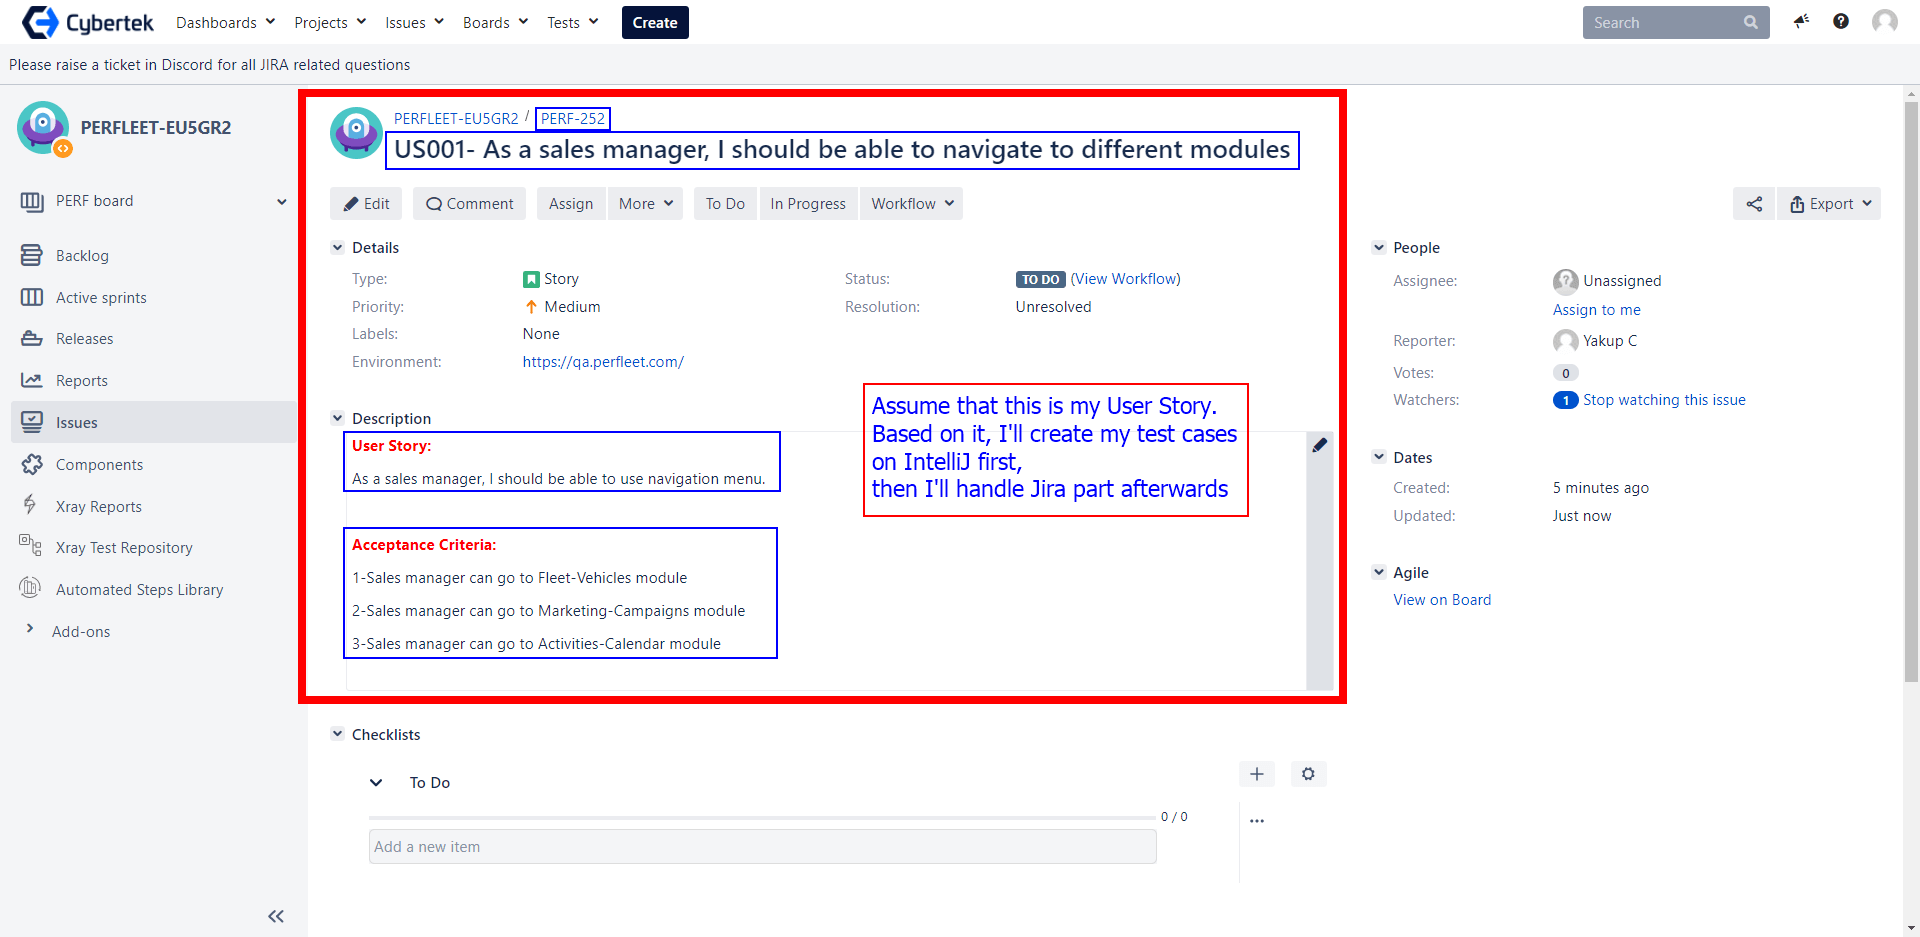 Cybertek Dashboards Projects Issues Boards Tests Create Search
Please raise a ticket in Discord for all JIRA related questions
PERFLEET-EU5GR2
PERF board
Backlog
Active sprints
Releases
Reports
Issues
Components
Xray Reports
Xray Test Repository
Automated Steps Library
Add-ons
PERFLEET-EU5GR2 / PERF-252
US001- As a sales manager, I should be able to navigate to different modules
Edit Comment Assign More To Do In Progress Workflow Export
Details
Type: Story Status: TO DO (View Workflow)
Priority: Medium Resolution: Unresolved
Labels: None
Environment: https://qa.perfleet.com/
Description
User Story:
As a sales manager, I should be able to use navigation menu.
Acceptance Criteria:
1-Sales manager can go to Fleet-Vehicles module
2-Sales manager can go to Marketing-Campaigns module
3-Sales manager can go to Activities-Calendar module
Assume that this is my User Story.
Based on it, I'll create my test cases
on IntelliJ first,
then I'll handle Jira part afterwards
Checklists
To Do
0 / 0
Add a new item
People
Assignee: Unassigned
Assign to me
Reporter: Yakup C
Votes: 0
Watchers: 1 Stop watching this issue
Dates
Created: 5 minutes ago
Updated: Just now
Agile
View on Board